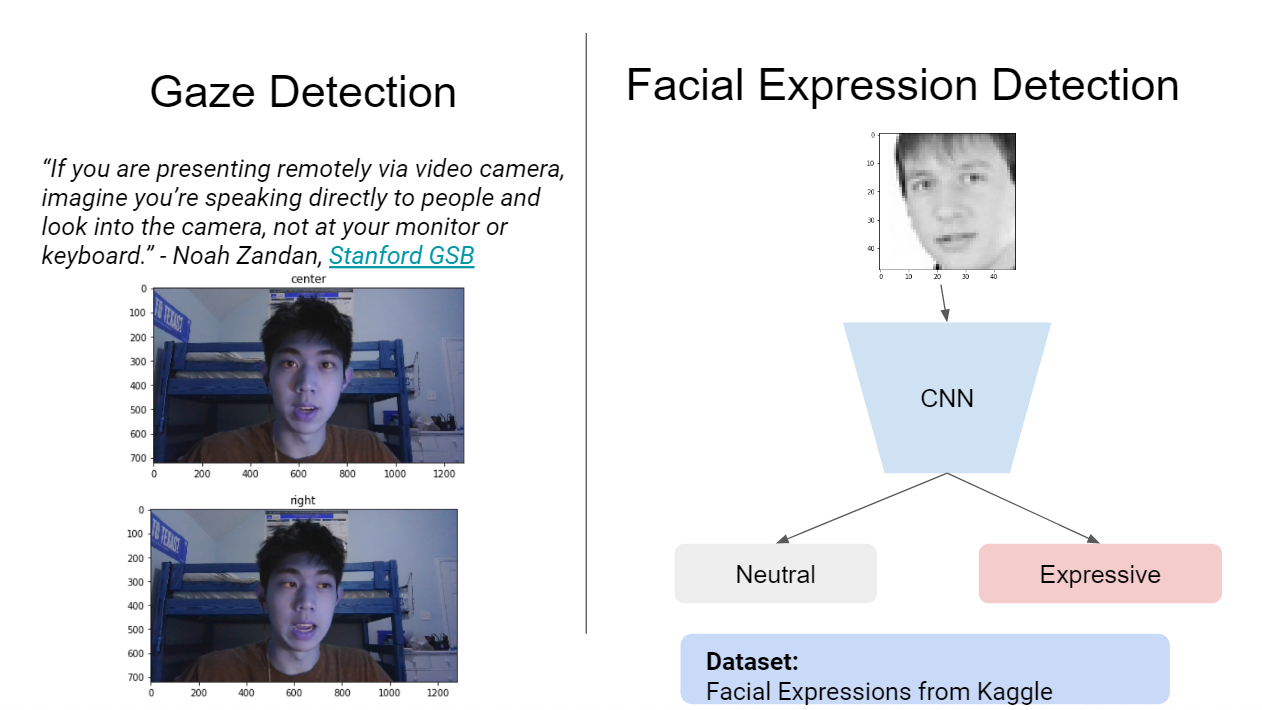 Gaze Detection
“If you are presenting remotely via video camera,
imagine you’re speaking directly to people and
look into the camera, not at your monitor or
keyboard.” - Noah Zandan, Stanford GSB
center
0
100
200
300
400
500
600
700
0 200 400 600 800 1000 1200
TO TEXAS!
right
0
100
200
300
400
500
600
700
0 200 400 600 800 1000 1200
TO TEXAS!
Facial Expression Detection
0
10
20
30
40
0 10 20 30 40
CNN
Neutral
Expressive
Dataset:
Facial Expressions from Kaggle